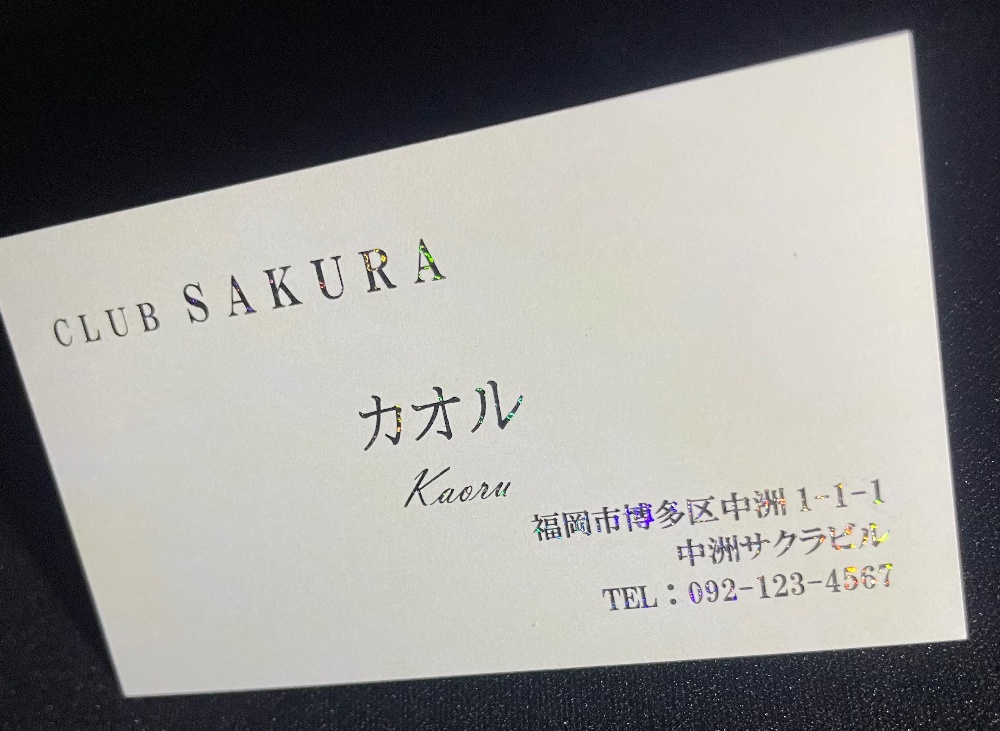 CLUB SAKURA
カオル
Kaoru
福岡市博多区中洲 1-1-1
中洲サクラビル
TEL：092-123-4567